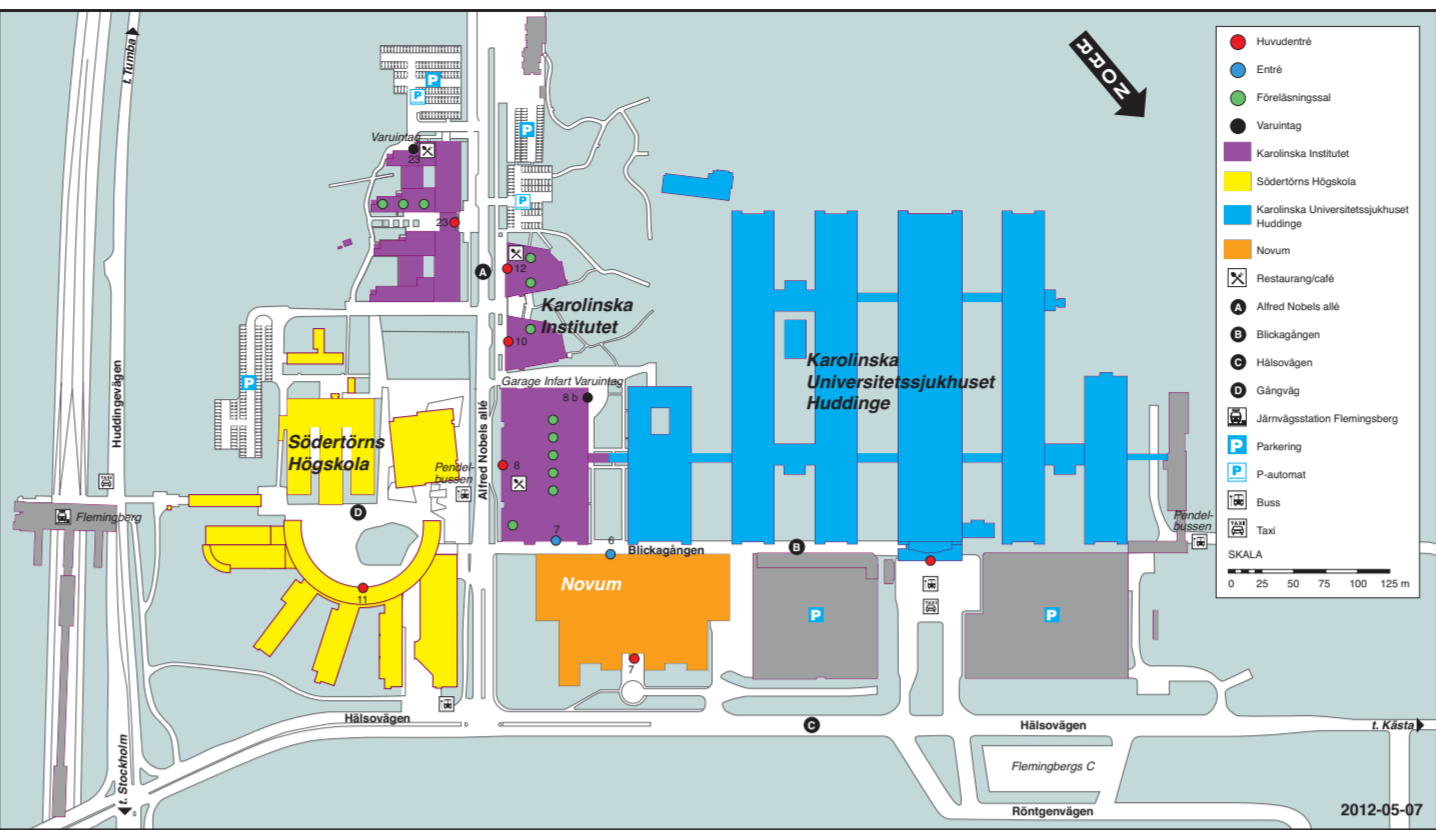 t. Tumba
NORR
P
P
P
Varuintag
23
23
P
A
12
Karolinska
Institutet
10
Huddingevägen
P
Garage Infart Varuintag
8 b
Karolinska
Universitetssjukhuset
Huddinge
Södertörns
Högskola
Alfred Nobels allé
Pendel-
bussen
8
TAXI
Flemingberg
D
7
6
Blickagången
B
Pendel-
bussen
Novum
11
7
TAXI
P
P
Hälsovägen
C
Hälsovägen
t. Kästa
t. Stockholm
Flemingbergs C
Röntgenvägen
2012-05-07
Huvudentré
Entré
Föreläsningssal
Varuintag
Karolinska Institutet
Södertörns Högskola
Karolinska Universitetssjukhuset
Huddinge
Novum
Restaurang/café
A Alfred Nobels allé
B Blickagången
C Hälsovägen
D Gångväg
Järnvägsstation Flemingsberg
P Parkering
P P-automat
Buss
TAXI Taxi
SKALA
0 25 50 75 100 125 m